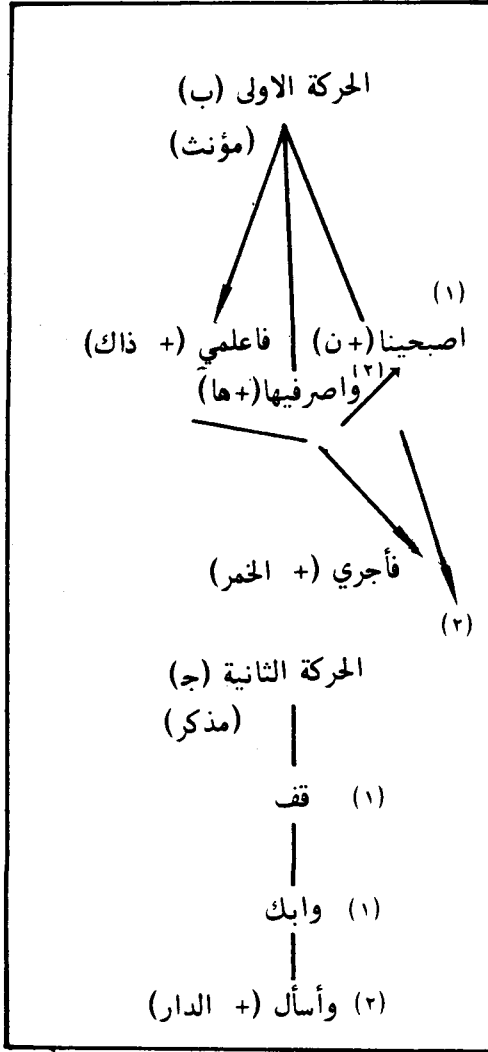 الحركة الاولى (ب)
(مؤنث)
(١)
اصبحينا (+ ن) فاعلمي (+ ذاك)
(٢) واصرفيها (+ها)
فأجري (+ الخمر)
(٢)
الحركة الثانية (ج)
(مذكر)
(١) قف
(١) وابك
(٢) وأسأل (+ الدار)